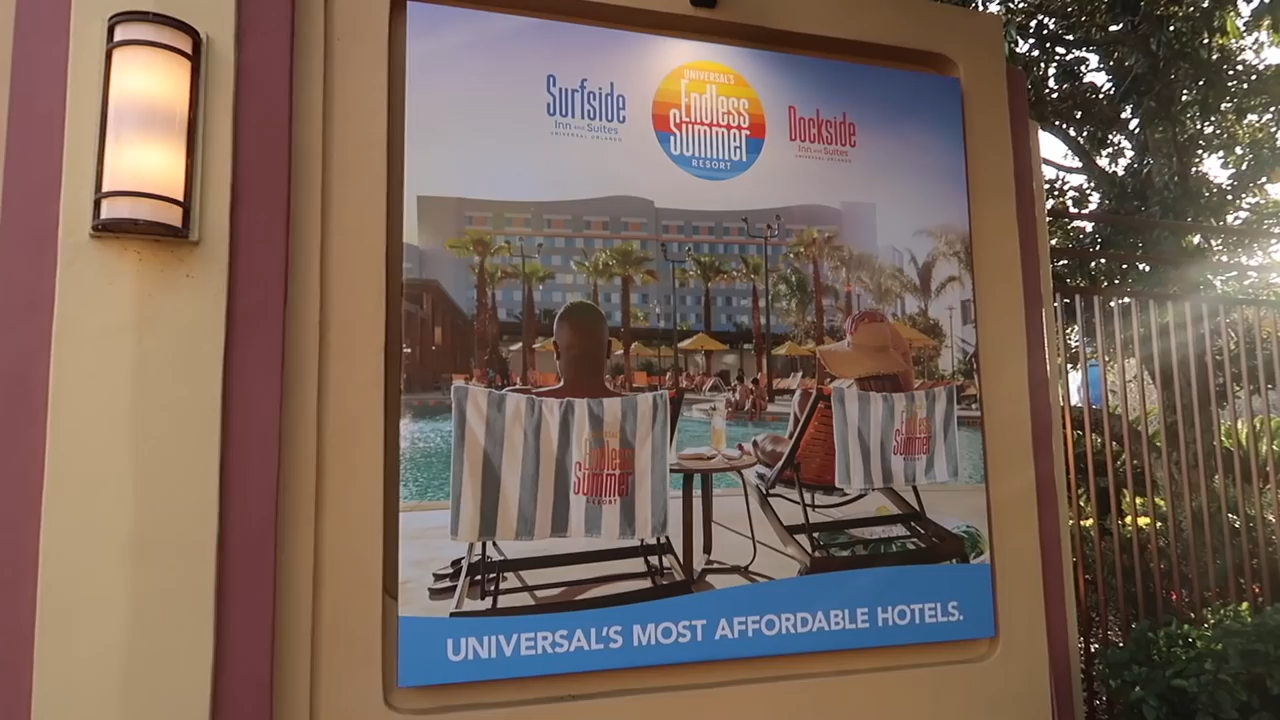 Surfside
Inn and Suites
UNIVERSAL ORLANDO
UNIVERSAL'S
Endless
Summer
RESORT
Dockside
Inn and Suites
UNIVERSAL ORLANDO
UNIVERSAL'S
Endless
Summer
RESORT
Endless
Summer
RESORT
UNIVERSAL'S MOST AFFORDABLE HOTELS.